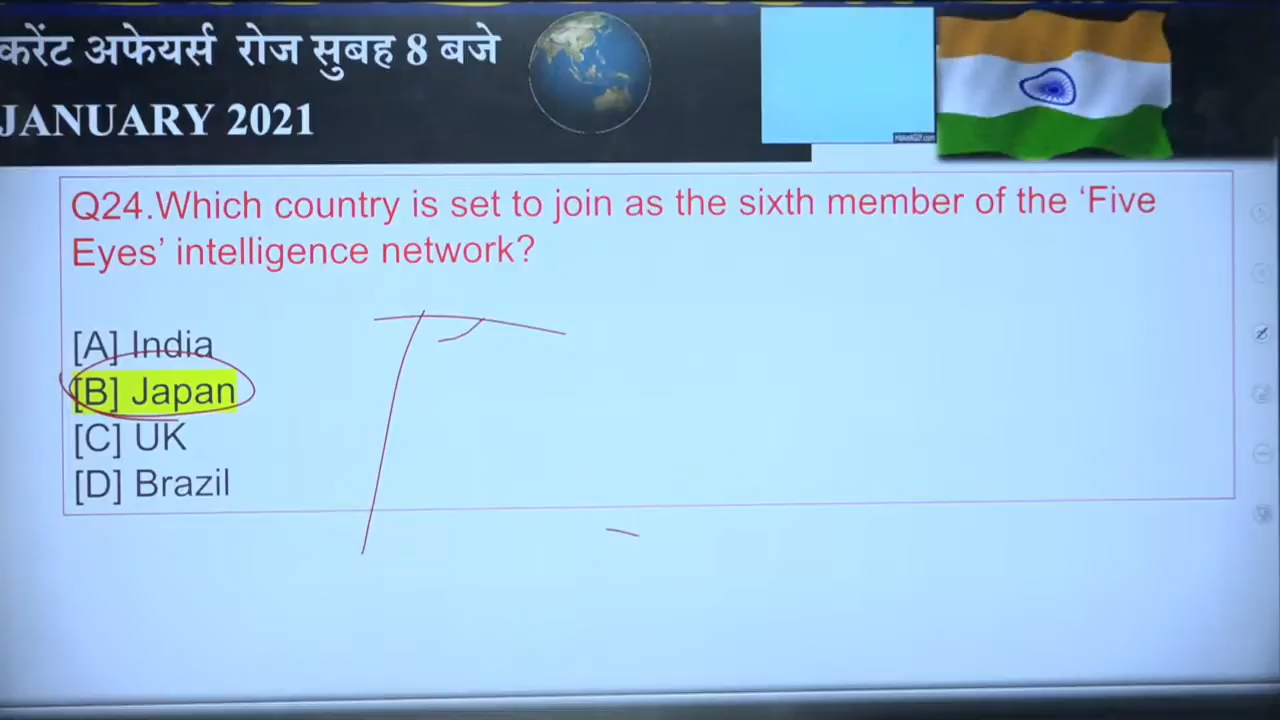 करेंट अफेयर्स रोज सुबह 8 बजे
JANUARY 2021
Q24.Which country is set to join as the sixth member of the ‘Five
Eyes’ intelligence network?
[A] India
[B] Japan
[C] UK
[D] Brazil